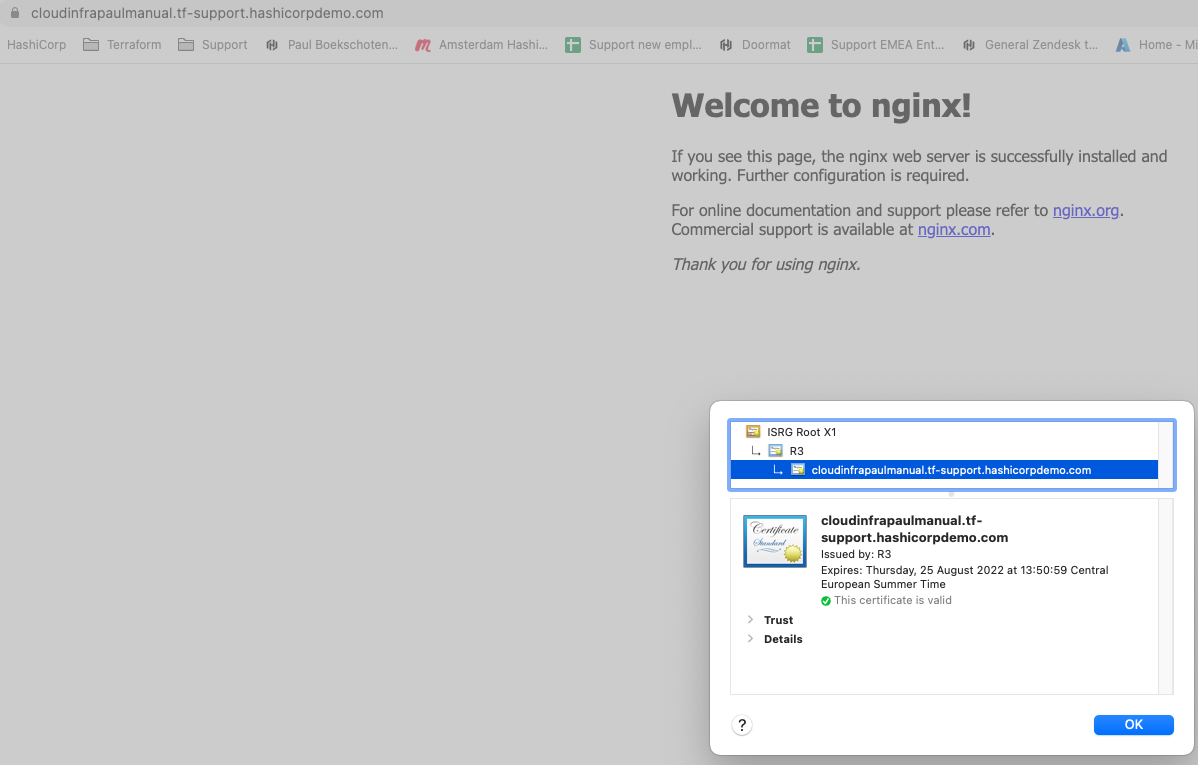 cloudinfrapaulmanual.tf-support.hashicorpdemo.com
HashiCorp Terraform Support Paul Boekschoten... Amsterdam Hashi... Support new empl... Doormat Support EMEA Ent... General Zendesk t... Home - Mi
Welcome to nginx!
If you see this page, the nginx web server is successfully installed and
working. Further configuration is required.
For online documentation and support please refer to nginx.org.
Commercial support is available at nginx.com.
Thank you for using nginx.
ISRG Root X1
R3
cloudinfrapaulmanual.tf-support.hashicorpdemo.com
Certificate
Standard
cloudinfrapaulmanual.tf-
support.hashicorpdemo.com
Issued by: R3
Expires: Thursday, 25 August 2022 at 13:50:59 Central
European Summer Time
This certificate is valid
Trust
Details
?
OK